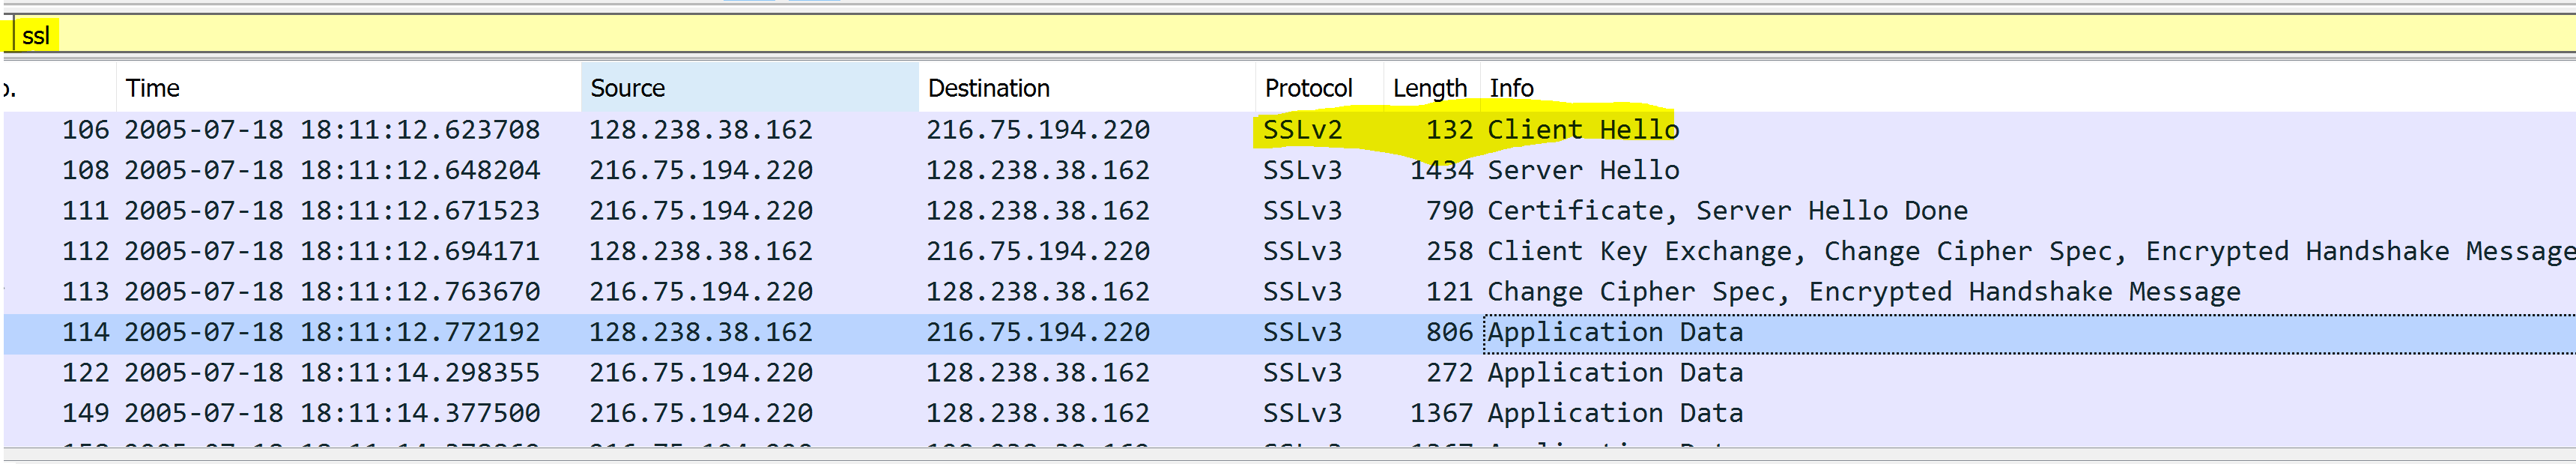 ssl
Time Source Destination Protocol Length Info
106 2005-07-18 18:11:12.623708 128.238.38.162 216.75.194.220 SSLv2 132 Client Hello
108 2005-07-18 18:11:12.648204 216.75.194.220 128.238.38.162 SSLv3 1434 Server Hello
111 2005-07-18 18:11:12.671523 216.75.194.220 128.238.38.162 SSLv3 790 Certificate, Server Hello Done
112 2005-07-18 18:11:12.694171 128.238.38.162 216.75.194.220 SSLv3 258 Client Key Exchange, Change Cipher Spec, Encrypted Handshake Message
113 2005-07-18 18:11:12.763670 216.75.194.220 128.238.38.162 SSLv3 121 Change Cipher Spec, Encrypted Handshake Message
114 2005-07-18 18:11:12.772192 128.238.38.162 216.75.194.220 SSLv3 806 Application Data
122 2005-07-18 18:11:14.298355 216.75.194.220 128.238.38.162 SSLv3 272 Application Data
149 2005-07-18 18:11:14.377500 216.75.194.220 128.238.38.162 SSLv3 1367 Application Data